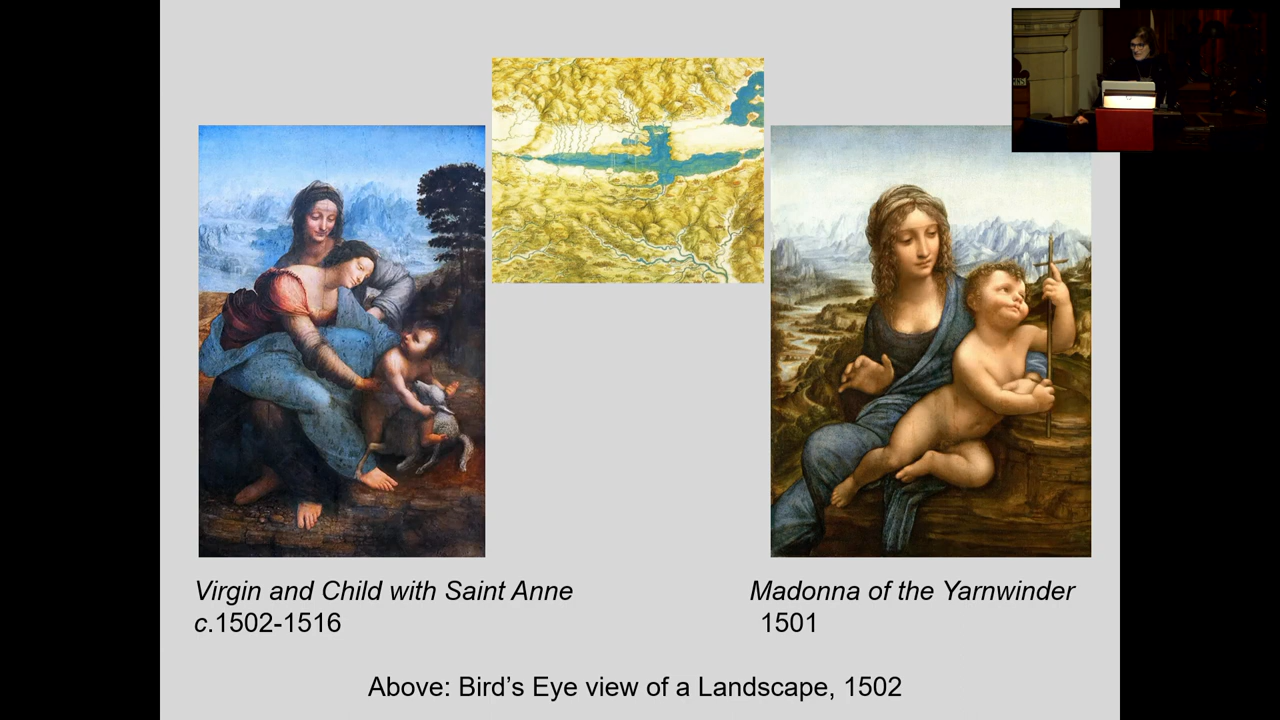 Virgin and Child with Saint Anne
c.1502-1516
Madonna of the Yarnwinder
1501
Above: Bird's Eye view of a Landscape, 1502